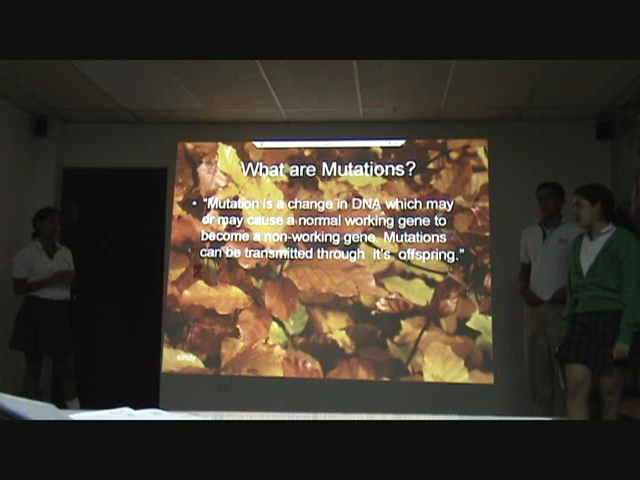 What are Mutations?
• “Mutation is a change in DNA which may
or may cause a normal working gene to
become a non-working gene. Mutations
can be transmitted through it's offspring.”
sindy